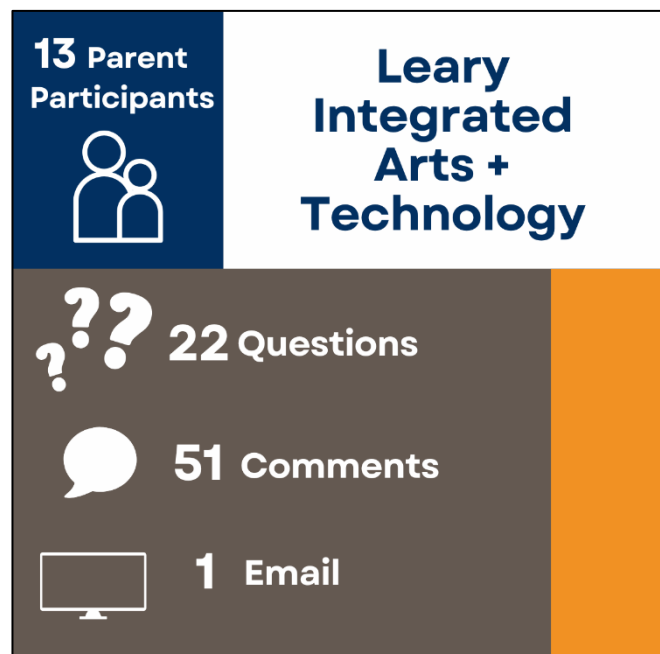 13 Parent
Participants
Leary
Integrated
Arts +
Technology
???
22 Questions
51 Comments
1 Email